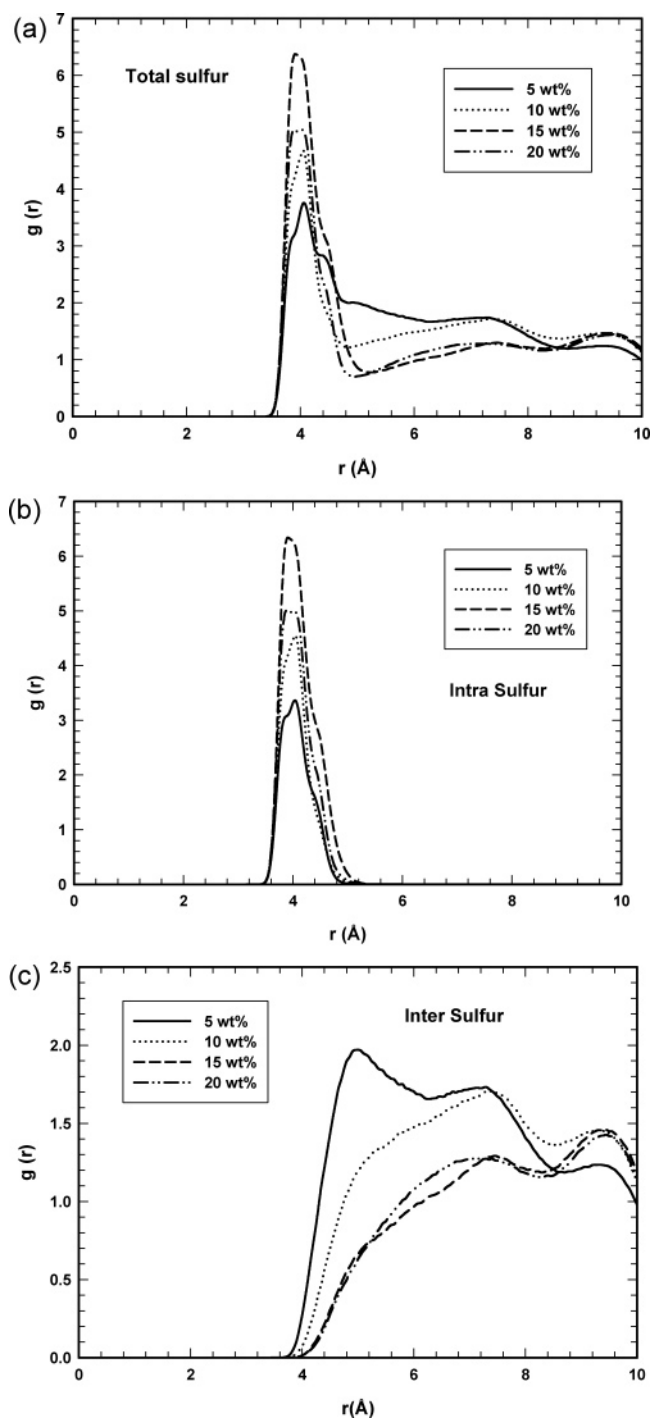 (a)
7
6
5
4
3
2
1
0
g (r)
Total sulfur
5 wt%
10 wt%
15 wt%
20 wt%
0 2 4 6 8 10
r (Å)
(b)
7
6
5
4
3
2
1
0
g (r)
5 wt%
10 wt%
15 wt%
20 wt%
Intra Sulfur
0 2 4 6 8 10
r (Å)
(c)
2.5
2.0
1.5
1.0
0.5
0.0
g (r)
5 wt%
10 wt%
15 wt%
20 wt%
Inter Sulfur
0 2 4 6 8 10
r(Å)